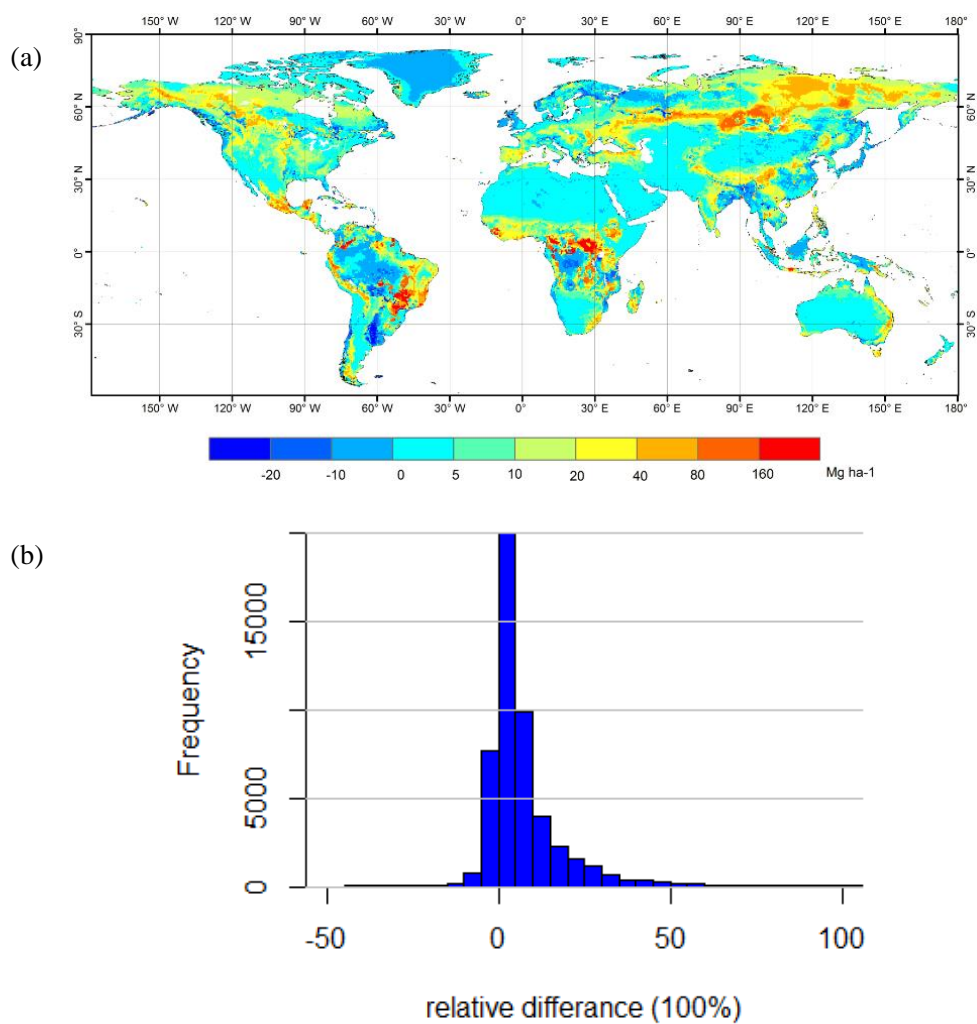 150° W 120° W 90° W 60° W 30° W 0° 30° E 60° E 90° E 120° E 150° E 180°
(a)
90°
60° N 60° N
30° N 30° N
0° 0°
30° S 30° S
150° W 120° W 90° W 60° W 30° W 0° 30° E 60° E 90° E 120° E 150° E 180°
-20 -10 0 5 10 20 40 80 160 Mg ha-1
(b)
Frequency
15000
5000
0
-50 0 50 100
relative differance (100%)